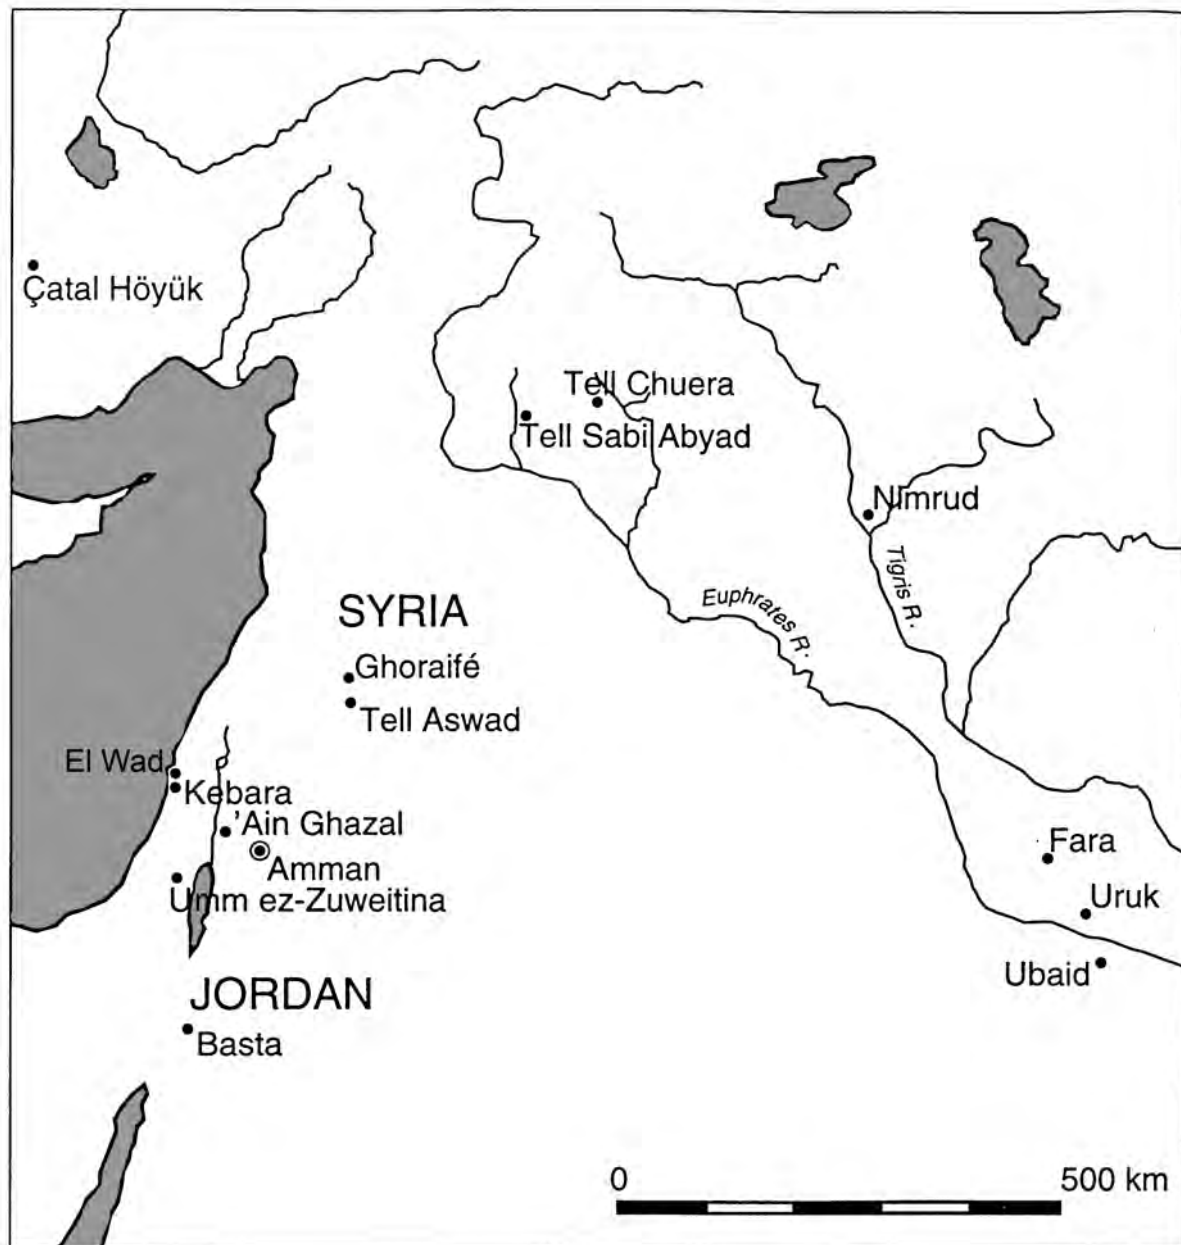 Çatal Höyük
Tell Chuera
Tell Sabi Abyad
Nimrud
Tigris R.
Euphrates R.
SYRIA
Ghoraifé
Tell Aswad
El Wad
Kebara
'Ain Ghazal
Amman
Umm ez-Zuweitina
Fara
Uruk
Ubaid
JORDAN
Basta
0 500 km